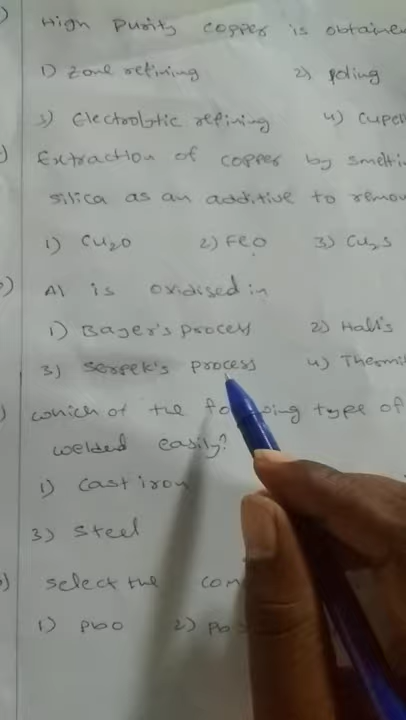 High purity copper is obtaine
1) Zone refining 2) poling
3) Electrolytic refining 4) Cupel
Extraction of copper by smelti
silica as an additive to remov
1) Cu2O 2) FeO 3) Cu2S
Al is oxidised in
1) Bayer's process 2) Hall's
3) Serpek's process 4) Thermi
which of the fo ing type of
welded easily?
1) Cast iron
3) Steel
select the com
1) PbO 2) Pb